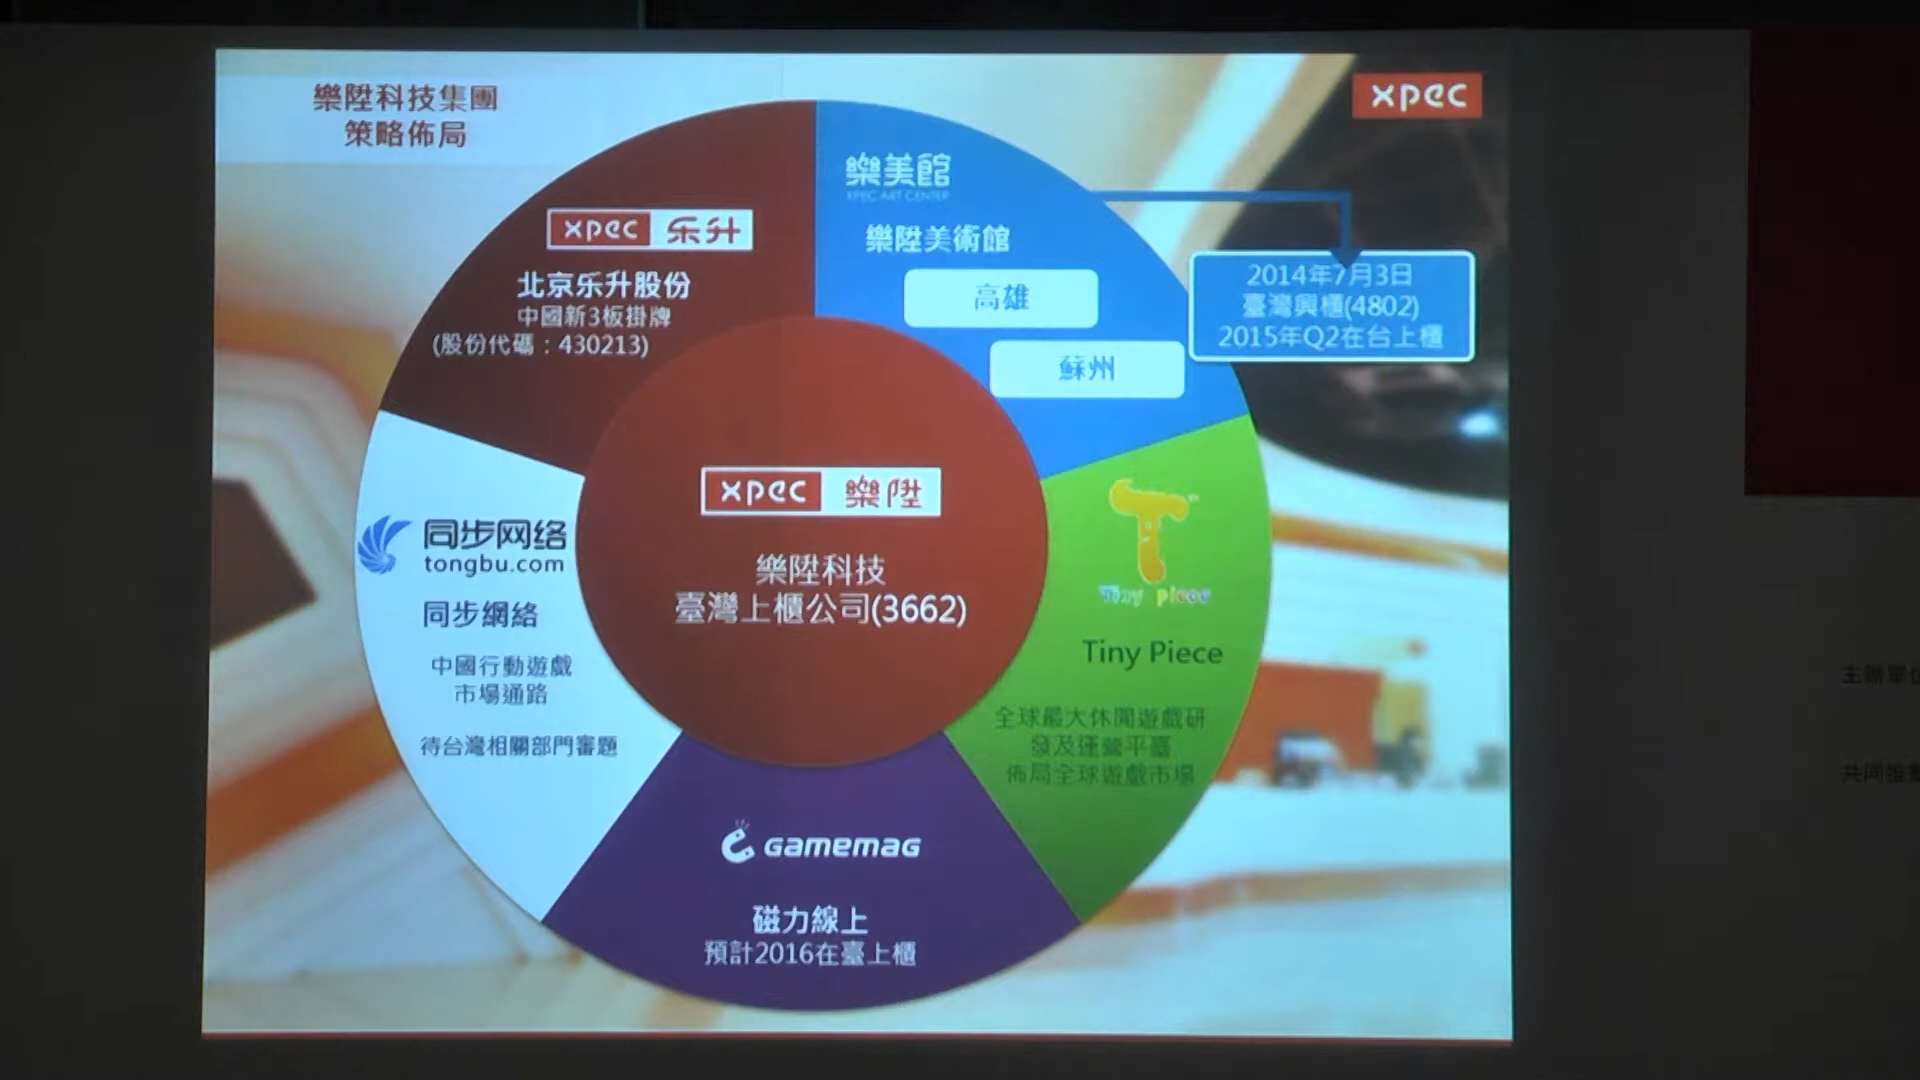 樂陞科技集團
策略佈局
xpec
xpec 乐升
北京乐升股份
中國新3板掛牌
(股份代碼：430213)
樂美館
XPEC ART CENTER
樂陞美術館
高雄
蘇州
2014年7月3日
臺灣興櫃(4802)
2015年Q2在台上櫃
xpec 樂陞
樂陞科技
臺灣上櫃公司(3662)
同步网络
tongbu.com
同步網絡
中國行動遊戲
市場通路
待台灣相關部門審題
Tiny piece
Tiny Piece
全球最大休閒遊戲研
發及運營平臺
佈局全球遊戲市場
GAMEMAG
磁力線上
預計2016在臺上櫃
主辦單位
共同推